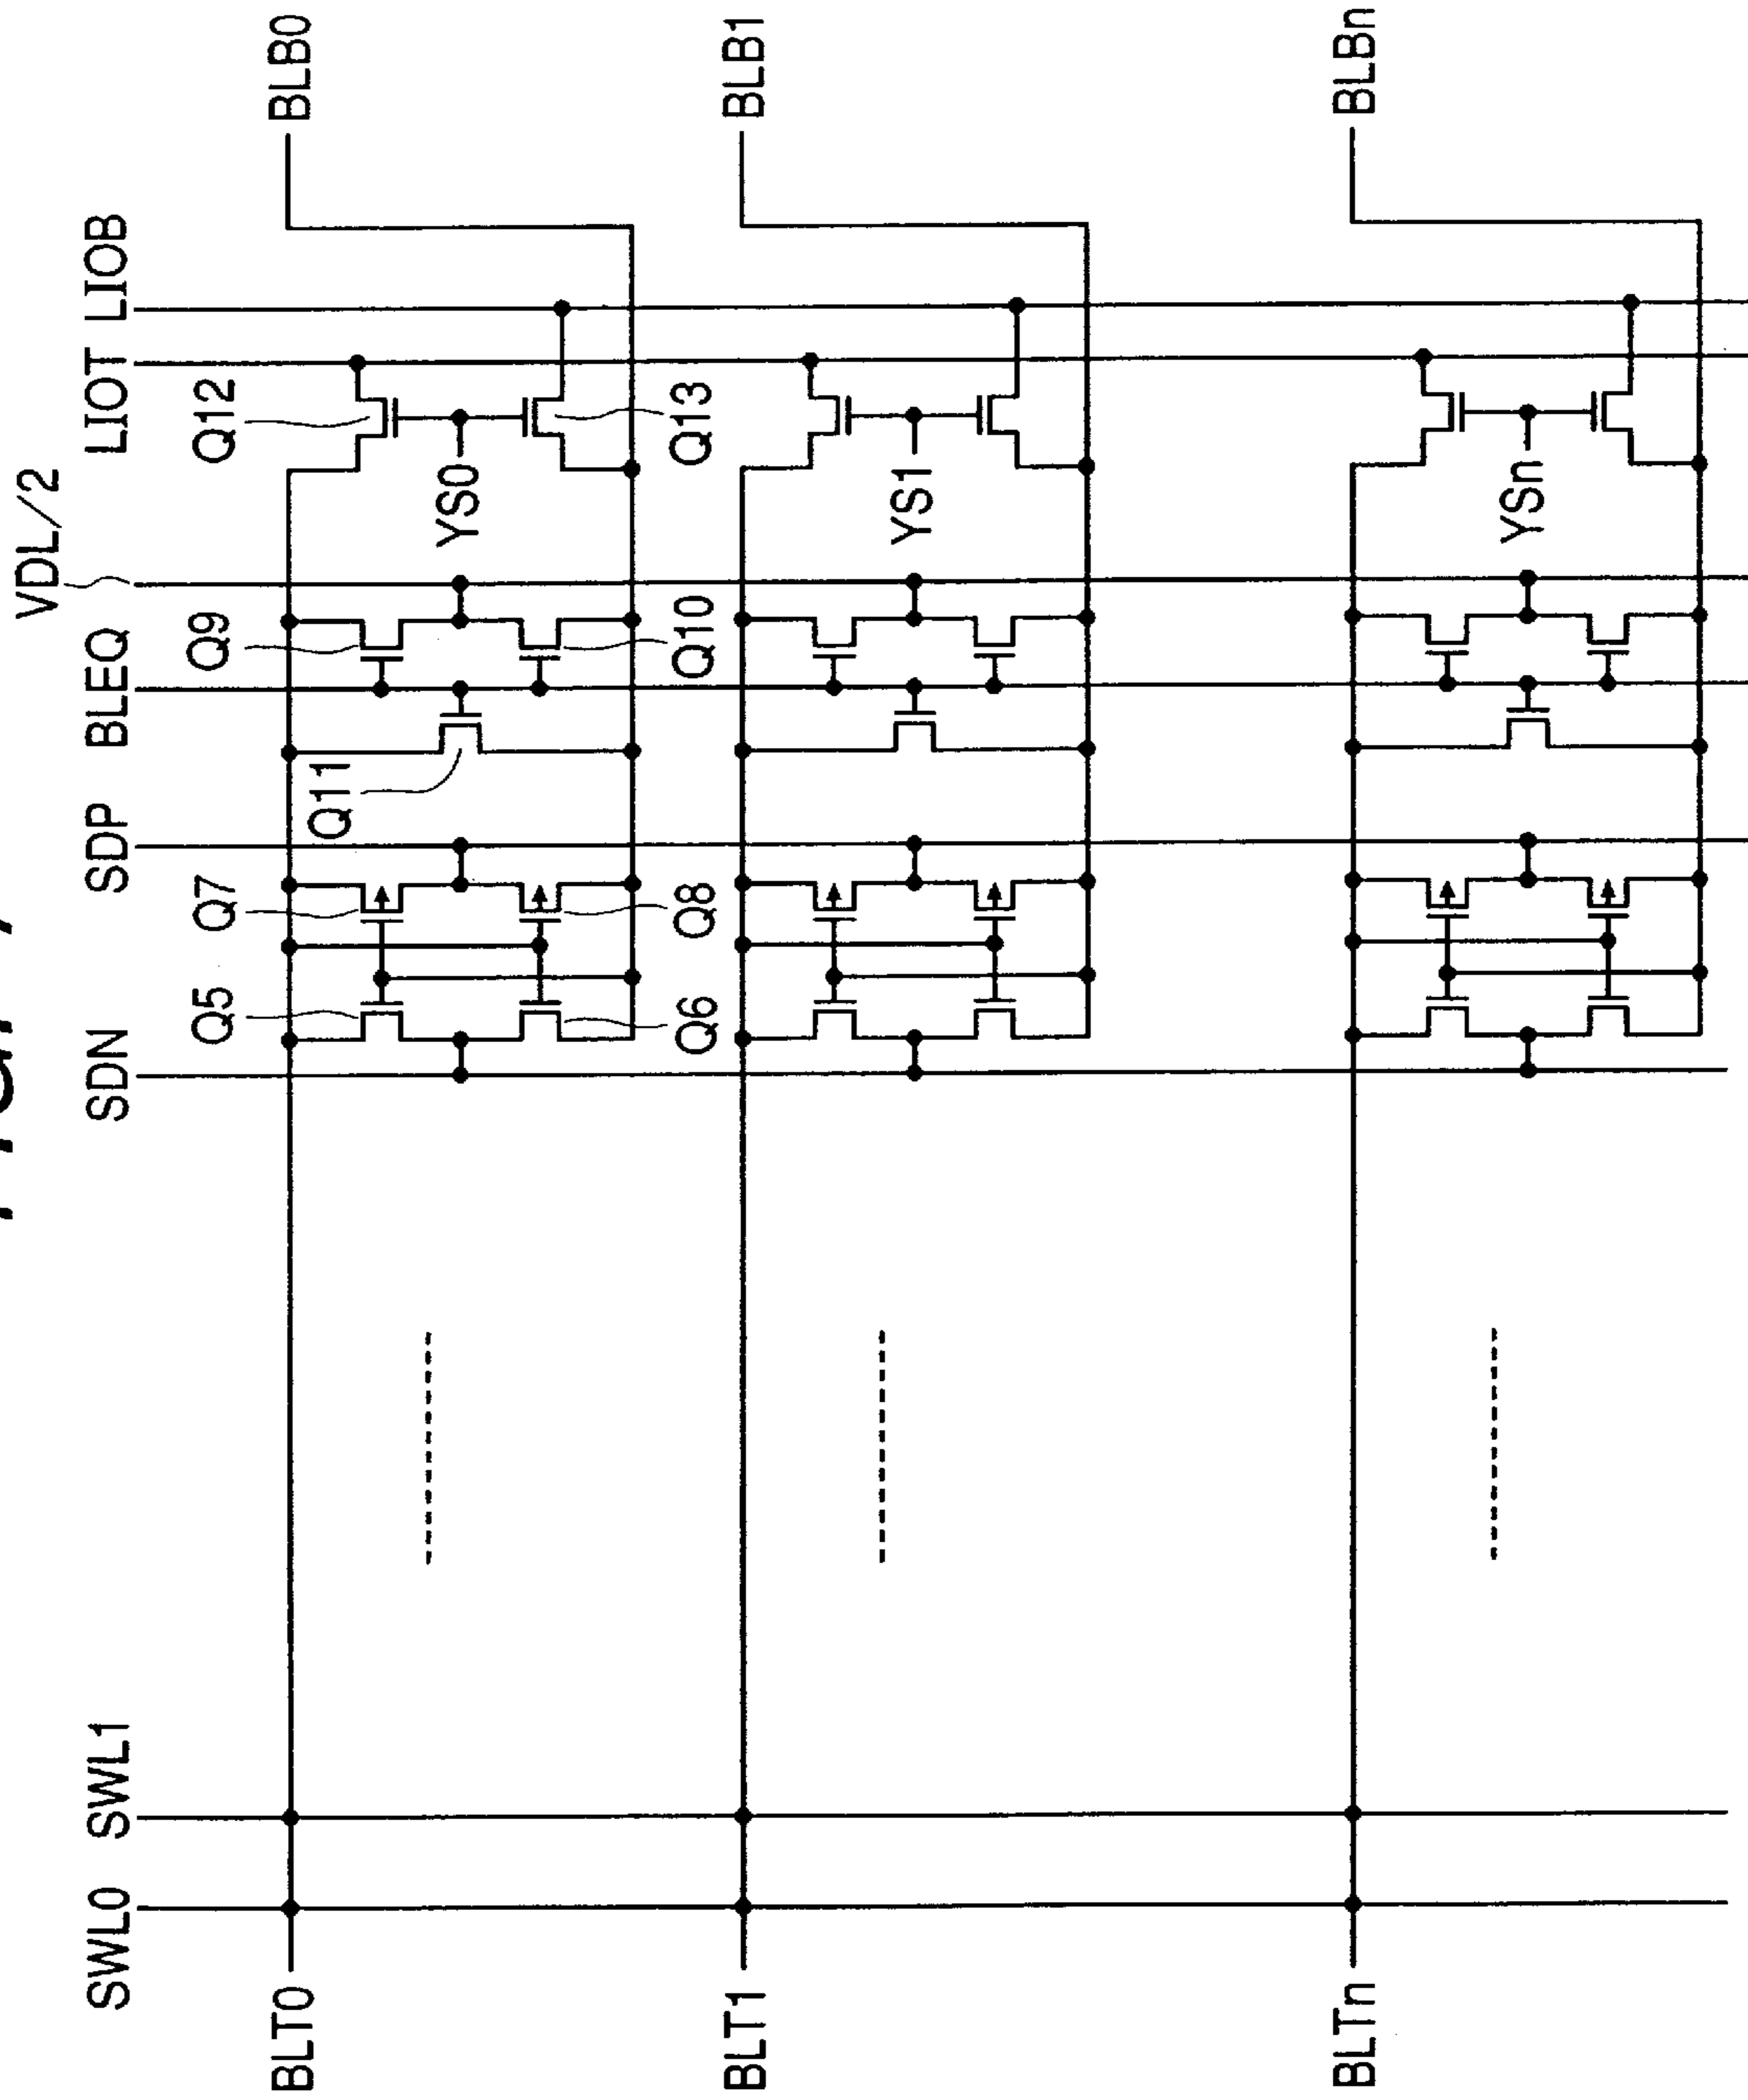 VDL/2
SWL0 SWL1 SDN SDP BLEQ LIOT LIOB
Q5 Q7 Q9 Q12
BLT0 BLB0
Q11
YS0
Q6 Q8 Q10 Q13
BLT1 BLB1
YS1
BLTn BLBn
YSn